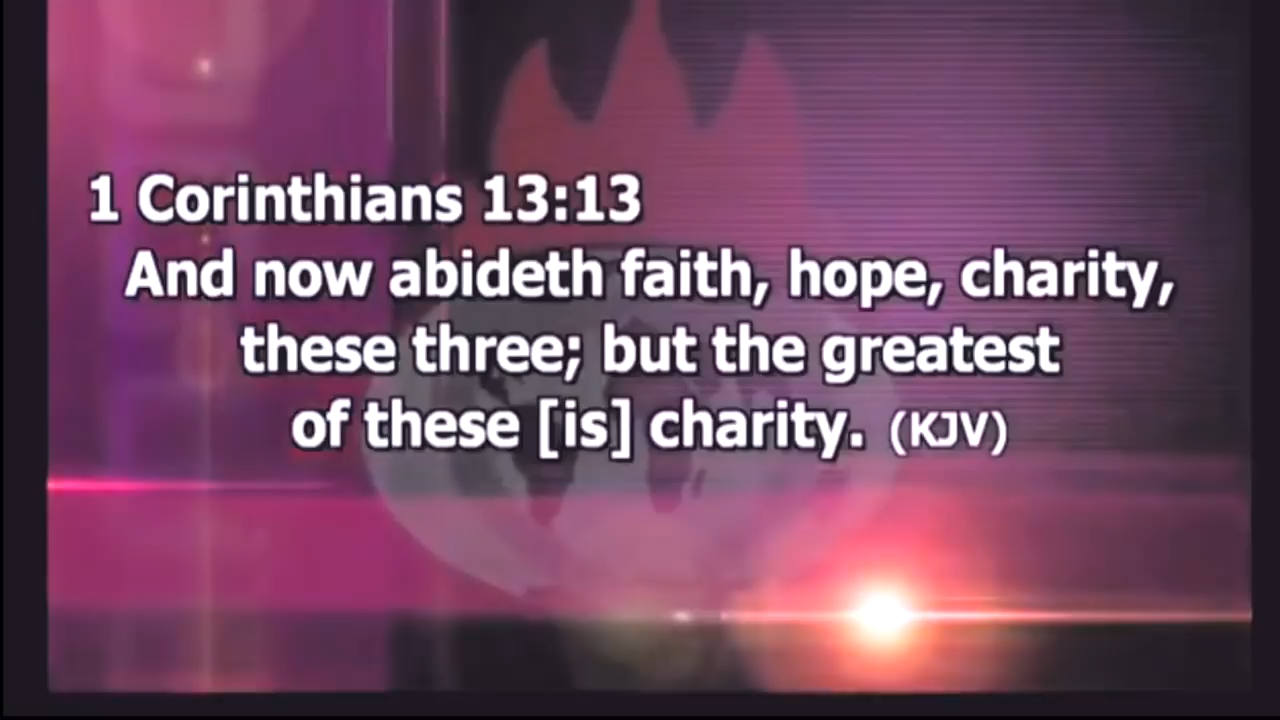 1 Corinthians 13:13
And now abideth faith, hope, charity,
these three; but the greatest
of these [is] charity. (KJV)